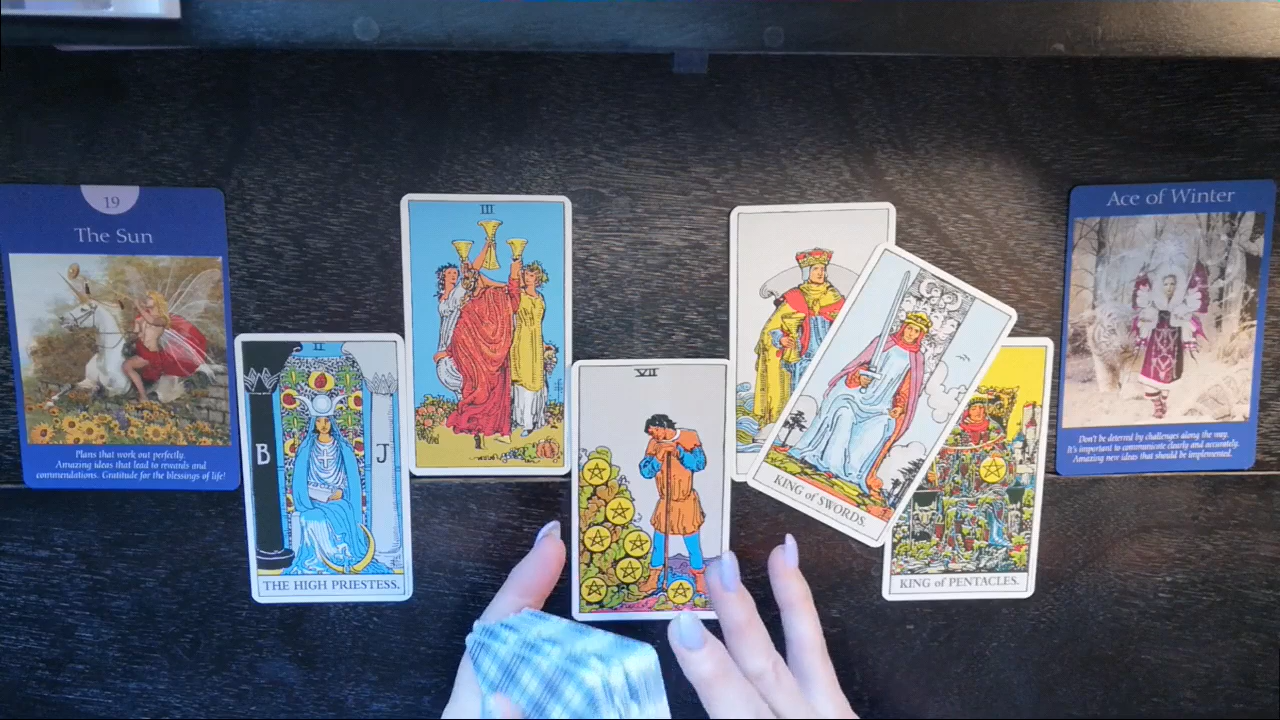 19
The Sun
Plans that work out perfectly.
Amazing ideas that lead to rewards and
commendations. Gratitude for the blessings of life!
II
B
J
THE HIGH PRIESTESS.
III
VII
KING of SWORDS.
KING of PENTACLES.
Ace of Winter
Don't be deterred by challenges along the way.
It's important to communicate clearly and accurately.
Amazing new ideas that should be implemented.